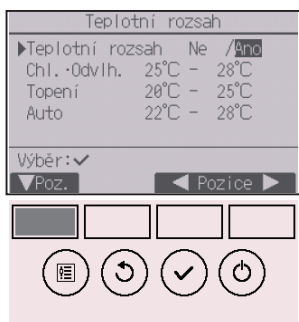 Teplotní rozsah
▶Teplotní rozsah Ne /Ano
Chl.·Odvlh. 25°C - 28°C
Topení 20°C - 25°C
Auto 22°C - 28°C
Výběr:✓
▼Poz. ◀ Pozice ▶